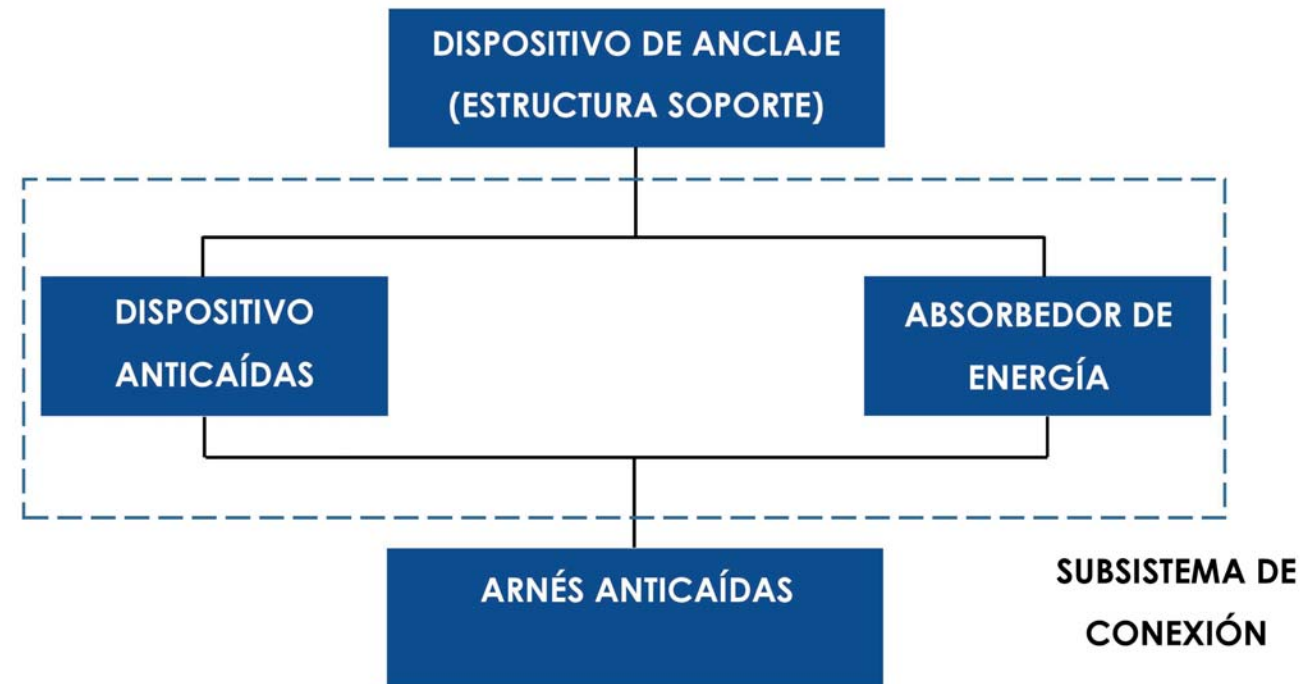 DISPOSITIVO DE ANCLAJE
(ESTRUCTURA SOPORTE)
DISPOSITIVO
ANTICAÍDAS
ABSORBEDOR DE
ENERGÍA
ARNÉS ANTICAÍDAS
SUBSISTEMA DE
CONEXIÓN